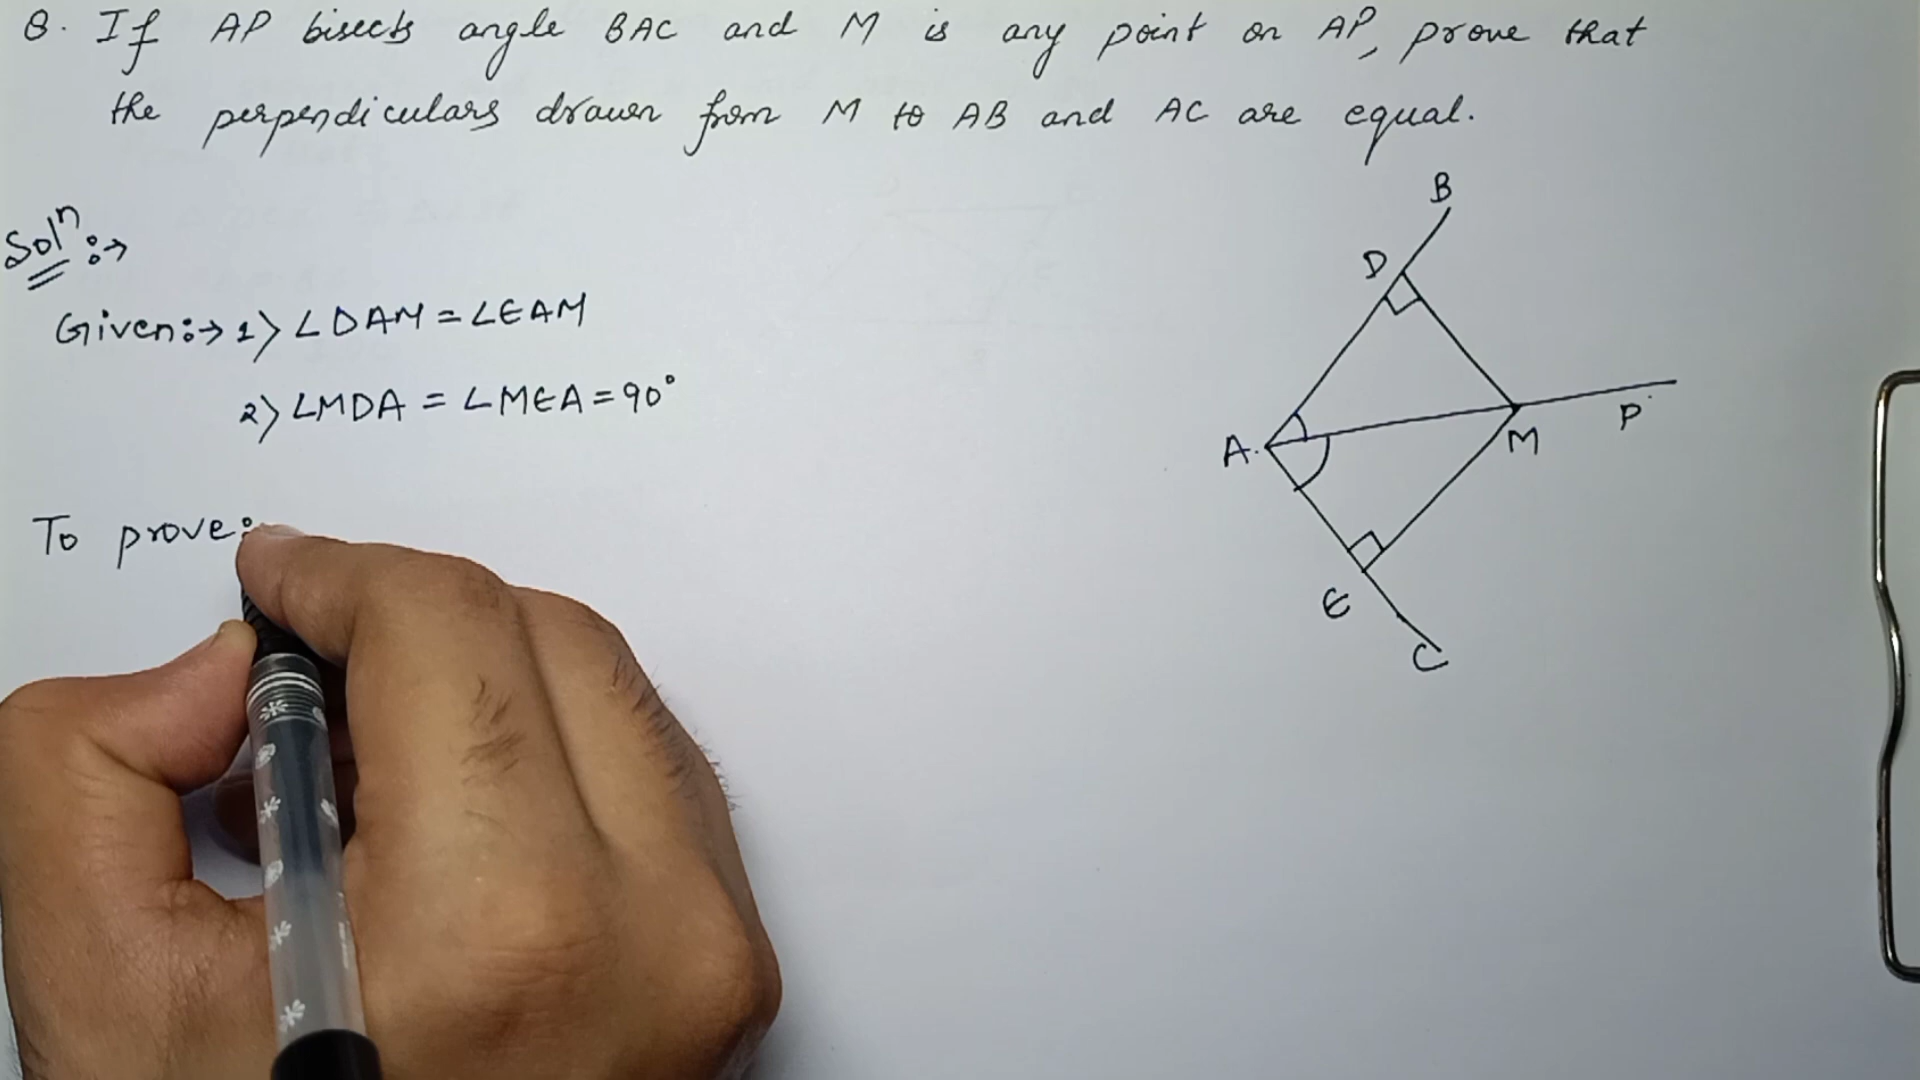 Q. If AP bisects angle BAC and M is any point on AP, prove that
the perpendiculars drawn from M to AB and AC are equal.
Solⁿ :→
Given :→ 1) ∠DAM = ∠EAM
2) ∠MDA = ∠MEA = 90°
To prove :
B
D
A
M
P
E
C